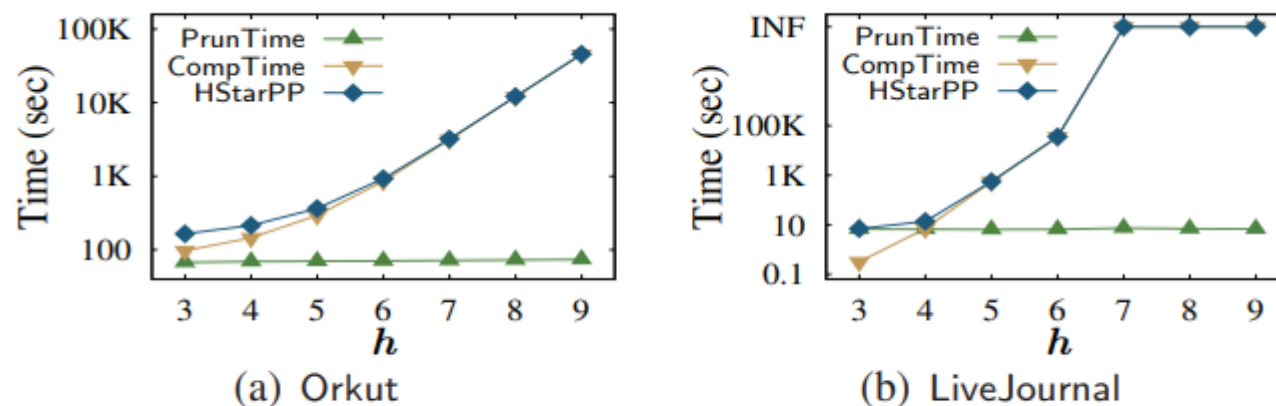 100K
10K
1K
100
Time (sec)
PrunTime
CompTime
HStarPP
3 4 5 6 7 8 9
h
(a) Orkut
INF
100K
1K
10
0.1
Time (sec)
PrunTime
CompTime
HStarPP
3 4 5 6 7 8 9
h
(b) LiveJournal